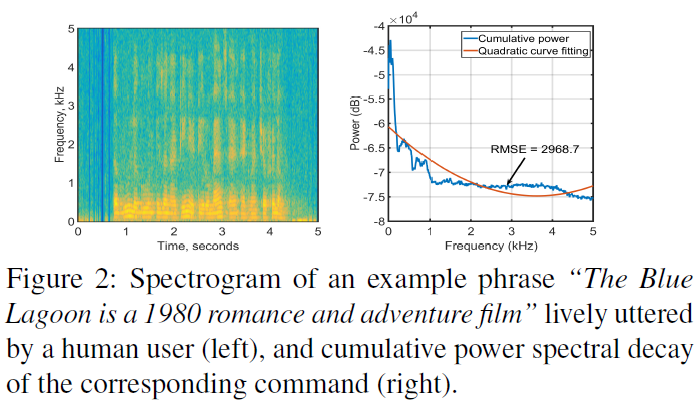 5
4
3
2
1
0
Frequency, kHz
0 1 2 3 4 5
Time, seconds
×10⁴
-4
-4.5
-5
-5.5
-6
-6.5
-7
-7.5
-8
Power (dB)
Cumulative power
Quadratic curve fitting
RMSE = 2968.7
0 1 2 3 4 5
Frequency (kHz)
Figure 2: Spectrogram of an example phrase “The Blue
Lagoon is a 1980 romance and adventure film” lively uttered
by a human user (left), and cumulative power spectral decay
of the corresponding command (right).